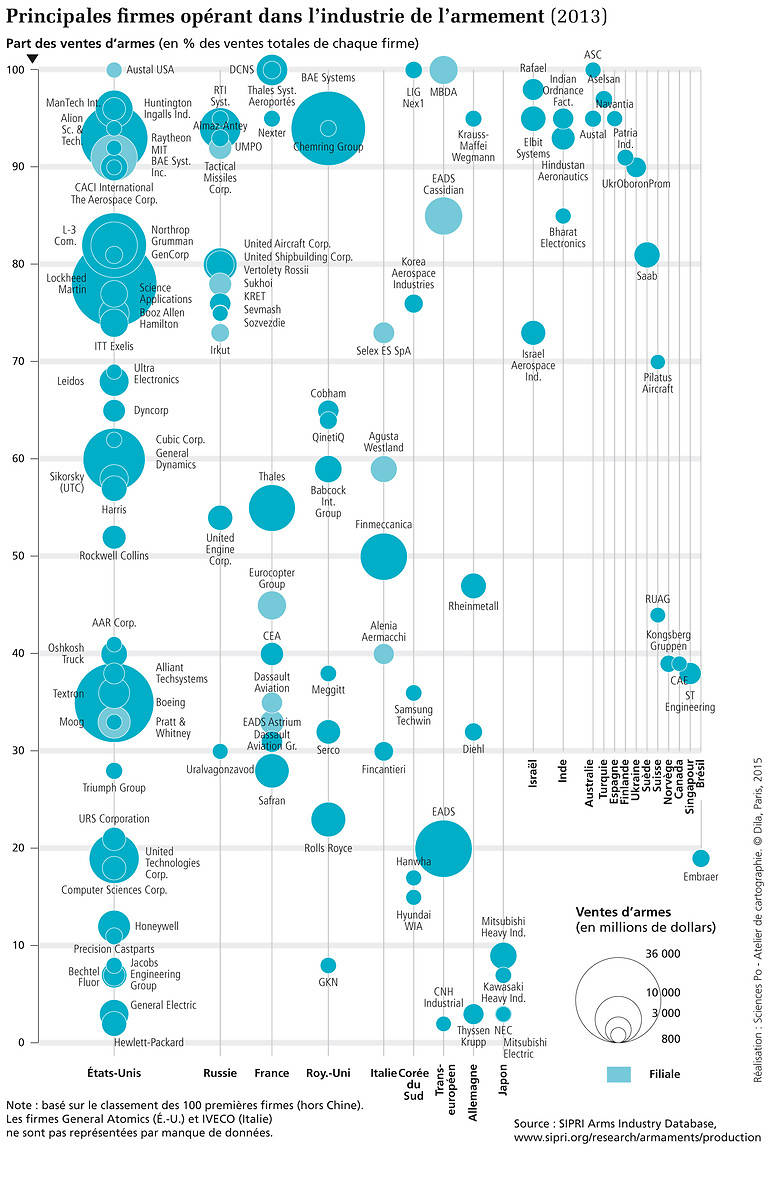 Principales firmes opérant dans l'industrie de l'armement (2013)
Part des ventes d'armes (en % des ventes totales de chaque firme)
100
90
80
70
60
50
40
30
20
10
0
Austal USA
ManTech Int.
Huntington
Ingalls Ind.
Alion
Sc. &
Tech.
Raytheon
MIT
BAE Syst.
Inc.
CACI International
The Aerospace Corp.
L-3
Com.
Northrop
Grumman
GenCorp
Lockheed
Martin
Science
Applications
Booz Allen
Hamilton
ITT Exelis
Leidos
Ultra
Electronics
Dyncorp
Cubic Corp.
General
Dynamics
Sikorsky
(UTC)
Harris
Rockwell Collins
AAR Corp.
Oshkosh
Truck
Alliant
Techsystems
Textron
Boeing
Moog
Pratt &
Whitney
Triumph Group
URS Corporation
United
Technologies
Corp.
Computer Sciences Corp.
Honeywell
Precision Castparts
Bechtel
Fluor
Jacobs
Engineering
Group
General Electric
Hewlett-Packard
RTI
Syst.
Almaz-Antey
UMPO
Tactical
Missiles
Corp.
United Aircraft Corp.
United Shipbuilding Corp.
Vertolety Rossii
Sukhoi
KRET
Sevmash
Sozvezdie
Irkut
United
Engine
Corp.
Uralvagonzavod
DCNS
Thales Syst.
Aeroportés
Nexter
Thales
Eurocopter
Group
CEA
Dassault
Aviation
EADS Astrium
Dassault
Aviation Gr.
Safran
BAE Systems
Chemring Group
Cobham
QinetiQ
Babcock
Int.
Group
Meggitt
Serco
Rolls Royce
GKN
Selex ES SpA
Agusta
Westland
Finmeccanica
Alenia
Aermacchi
Fincantieri
LIG
Nex1
Korea
Aerospace
Industries
Samsung
Techwin
Hanwha
Hyundai
WIA
MBDA
EADS
Cassidian
EADS
CNH
Industrial
Krauss-
Maffei
Wegmann
Rheinmetall
Diehl
Thyssen
Krupp
Mitsubishi
Heavy Ind.
Kawasaki
Heavy Ind.
NEC
Mitsubishi
Electric
Rafael
Elbit
Systems
Israel
Aerospace
Ind.
Indian
Ordnance
Fact.
Hindustan
Aeronautics
Bharat
Electronics
ASC
Austal
Aselsan
Navantia
Patria
Ind.
UkrOboronProm
Saab
Pilatus
Aircraft
RUAG
Kongsberg
Gruppen
CAE
ST
Engineering
Embraer
Israël
Inde
Australie
Turquie
Espagne
Finlande
Ukraine
Suède
Suisse
Norvège
Canada
Singapour
Brésil
Ventes d'armes
(en millions de dollars)
36 000
10 000
3 000
800
Filiale
États-Unis
Russie
France
Roy.-Uni
Italie
Corée
du
Sud
Trans-
européen
Allemagne
Japon
Note : basé sur le classement des 100 premières firmes (hors Chine).
Les firmes General Atomics (É.-U.) et IVECO (Italie)
ne sont pas représentées par manque de données.
Source : SIPRI Arms Industry Database,
www.sipri.org/research/armaments/production
Réalisation : Sciences Po - Atelier de cartographie. © Dila, Paris, 2015